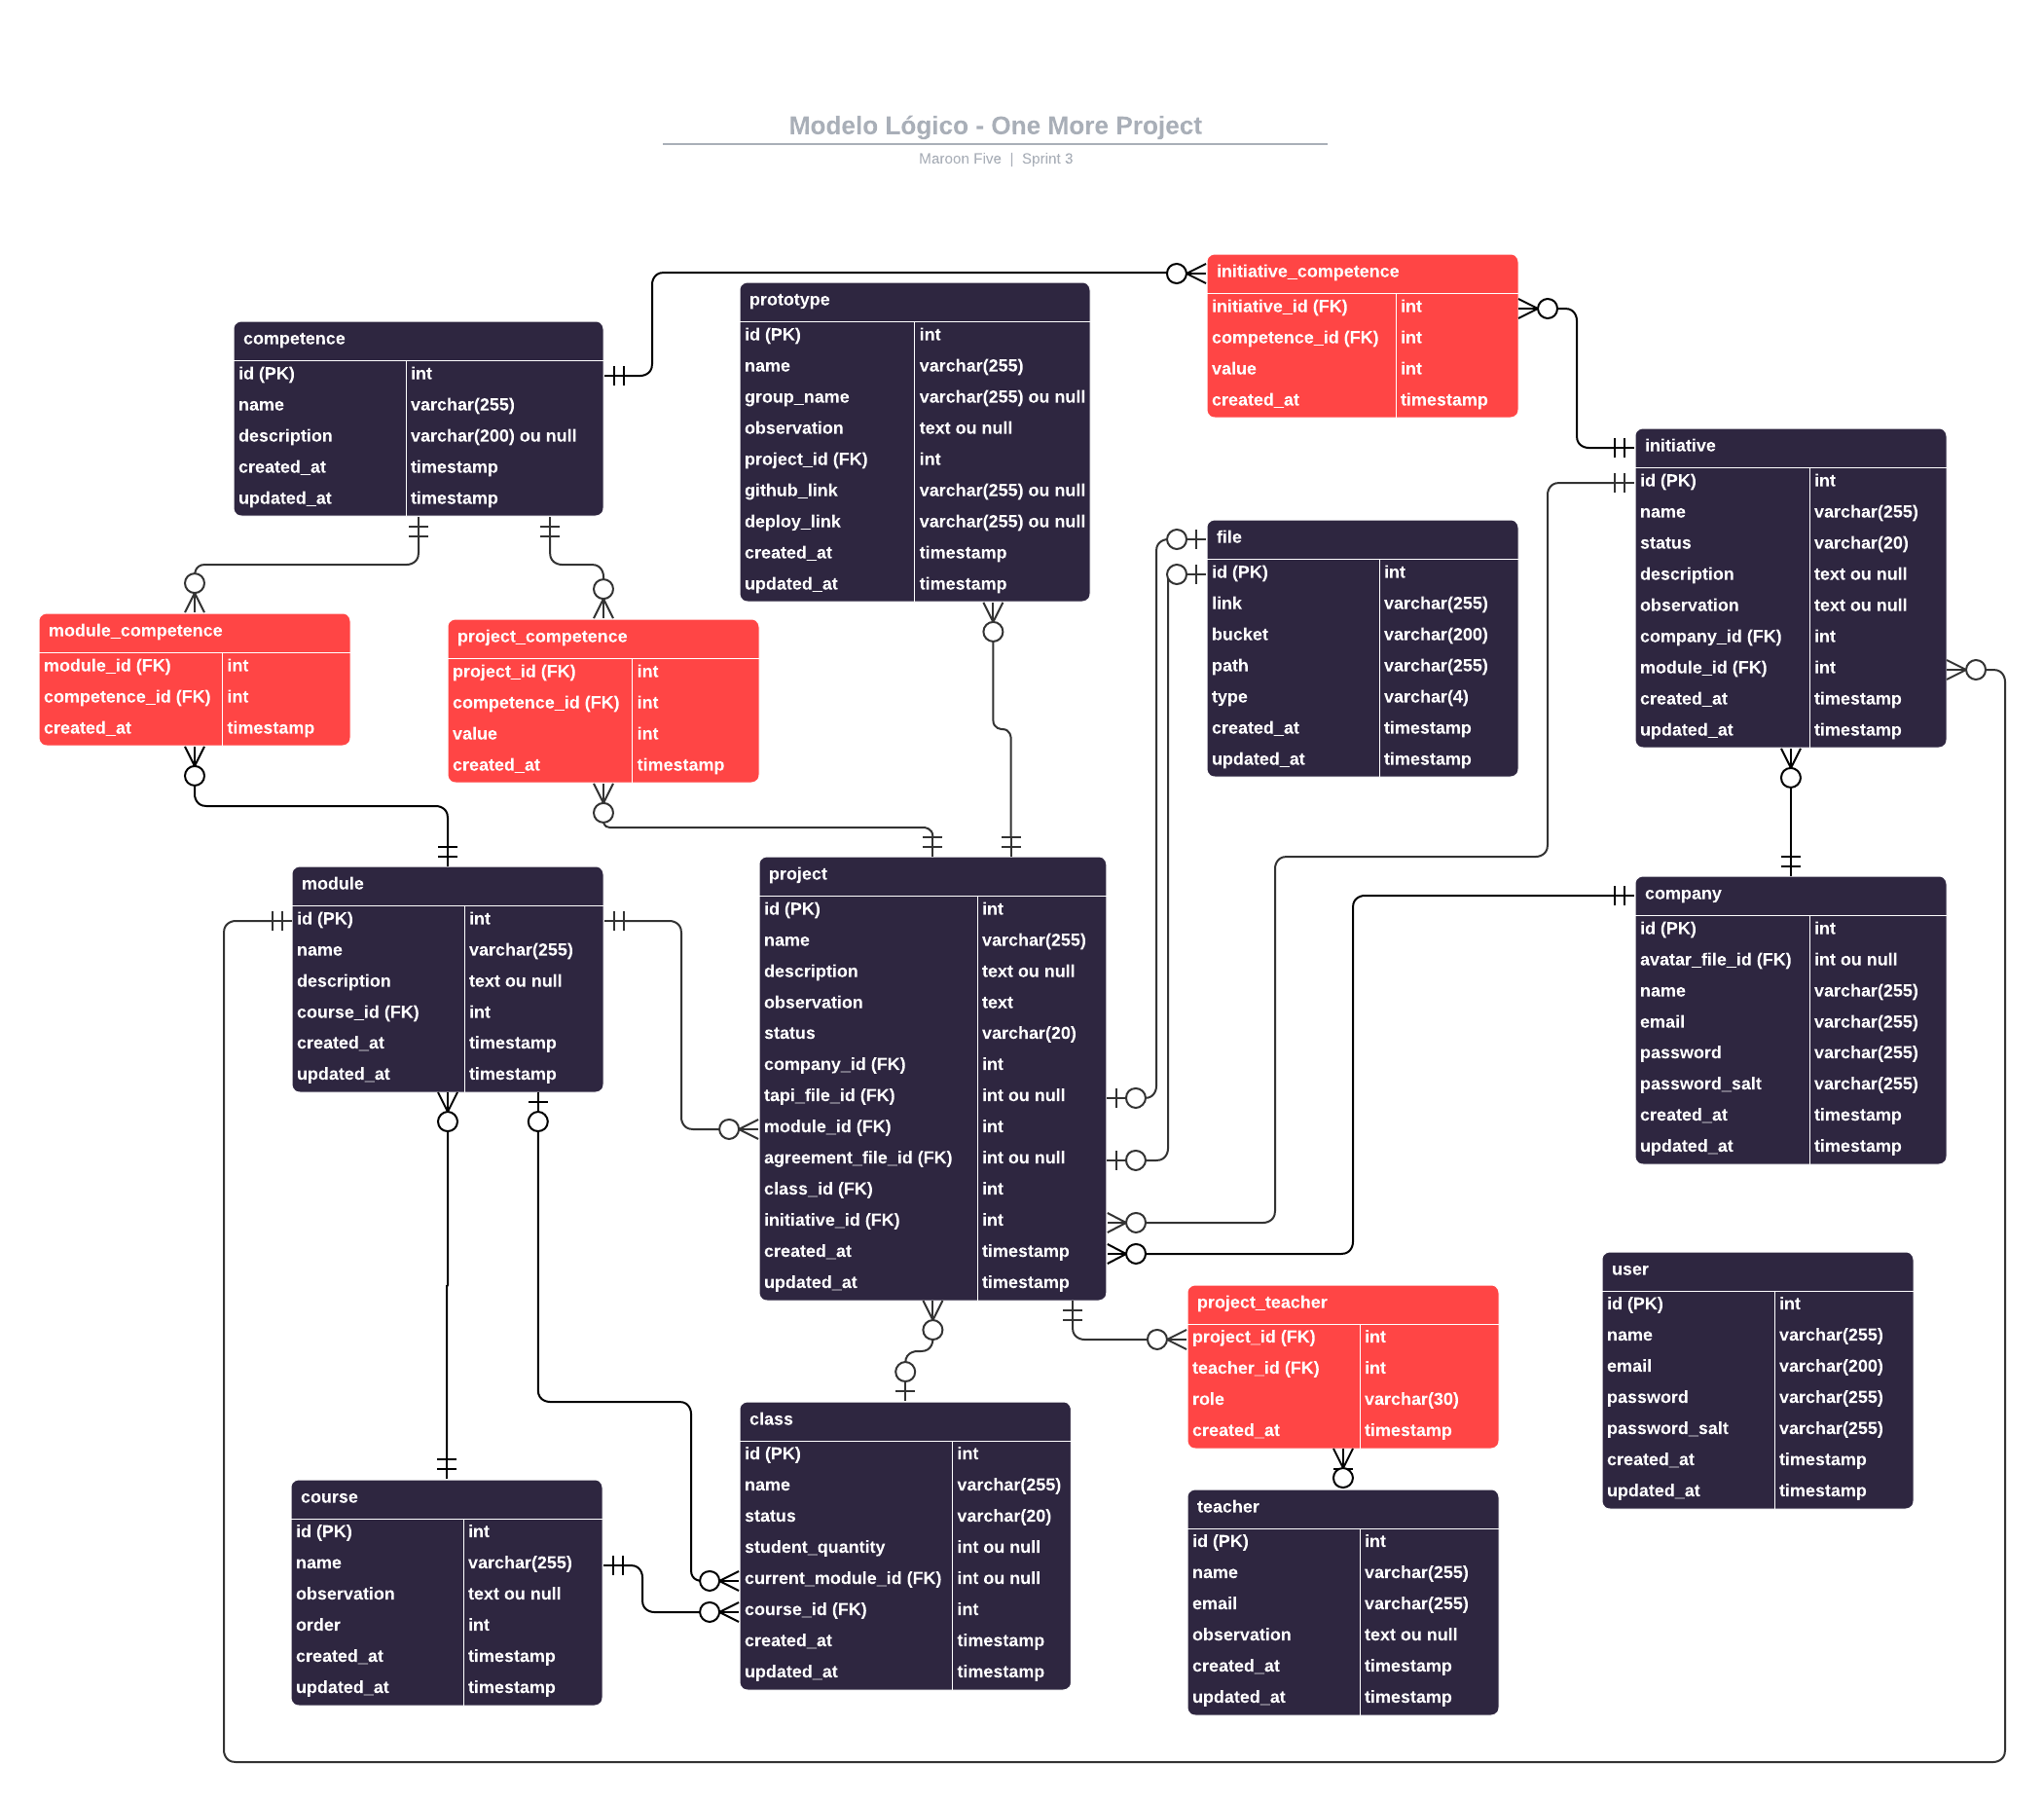 Modelo Lógico - One More Project
Maroon Five | Sprint 3
competence
id (PK) int
name varchar(255)
description varchar(200) ou null
created_at timestamp
updated_at timestamp
prototype
id (PK) int
name varchar(255)
group_name varchar(255) ou null
observation text ou null
project_id (FK) int
github_link varchar(255) ou null
deploy_link varchar(255) ou null
created_at timestamp
updated_at timestamp
initiative_competence
initiative_id (FK) int
competence_id (FK) int
value int
created_at timestamp
initiative
id (PK) int
name varchar(255)
status varchar(20)
description text ou null
observation text ou null
company_id (FK) int
module_id (FK) int
created_at timestamp
updated_at timestamp
file
id (PK) int
link varchar(255)
bucket varchar(200)
path varchar(255)
type varchar(4)
created_at timestamp
updated_at timestamp
module_competence
module_id (FK) int
competence_id (FK) int
created_at timestamp
project_competence
project_id (FK) int
competence_id (FK) int
value int
created_at timestamp
module
id (PK) int
name varchar(255)
description text ou null
course_id (FK) int
created_at timestamp
updated_at timestamp
project
id (PK) int
name varchar(255)
description text ou null
observation text
status varchar(20)
company_id (FK) int
tapi_file_id (FK) int ou null
module_id (FK) int
agreement_file_id (FK) int ou null
class_id (FK) int
initiative_id (FK) int
created_at timestamp
updated_at timestamp
company
id (PK) int
avatar_file_id (FK) int ou null
name varchar(255)
email varchar(255)
password varchar(255)
password_salt varchar(255)
created_at timestamp
updated_at timestamp
user
id (PK) int
name varchar(255)
email varchar(200)
password varchar(255)
password_salt varchar(255)
created_at timestamp
updated_at timestamp
project_teacher
project_id (FK) int
teacher_id (FK) int
role varchar(30)
created_at timestamp
class
id (PK) int
name varchar(255)
status varchar(20)
student_quantity int ou null
current_module_id (FK) int ou null
course_id (FK) int
created_at timestamp
updated_at timestamp
course
id (PK) int
name varchar(255)
observation text ou null
order int
created_at timestamp
updated_at timestamp
teacher
id (PK) int
name varchar(255)
email varchar(255)
observation text ou null
created_at timestamp
updated_at timestamp